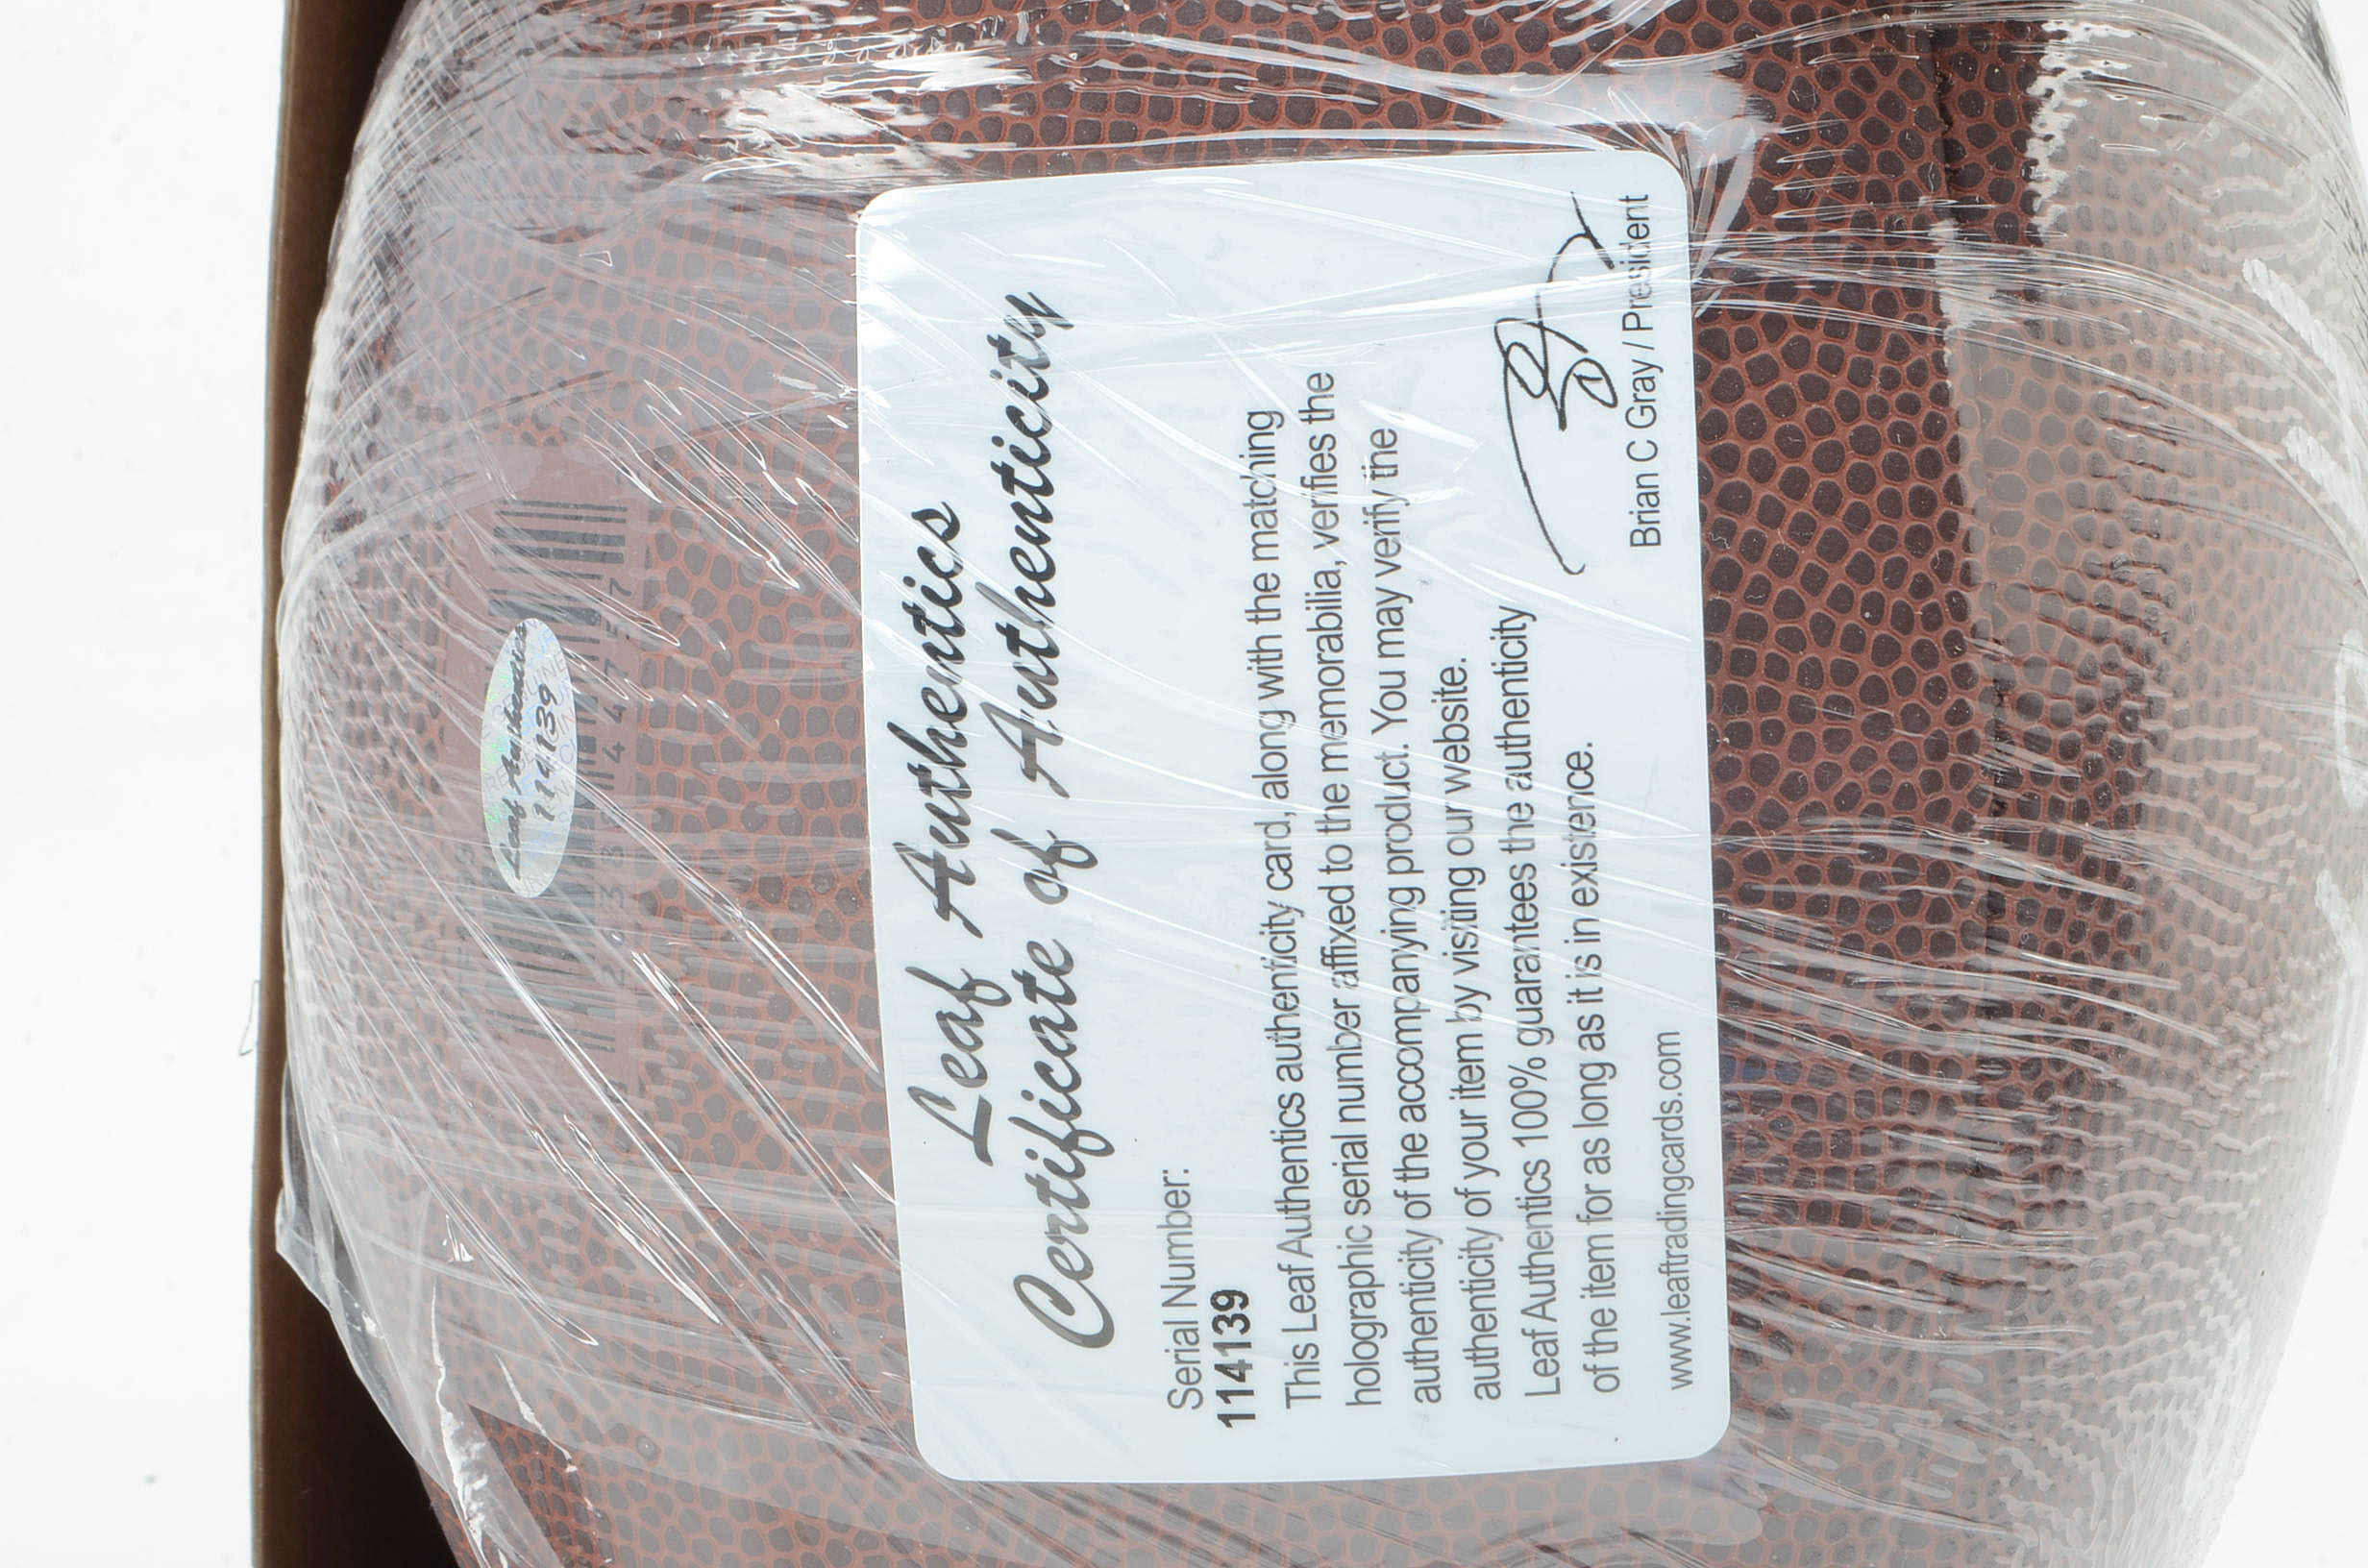 Leaf Authentics
114139
Leaf Authentics
Certificate of Authenticity
Serial Number:
114139
This Leaf Authentics authenticity card, along with the matching
holographic serial number affixed to the memorabilia, verifies the
authenticity of the accompanying product. You may verify the
authenticity of your item by visiting our website.
Leaf Authentics 100% guarantees the authenticity
of the item for as long as it is in existence.
Brian C Gray / President
www.leaftradingcards.com